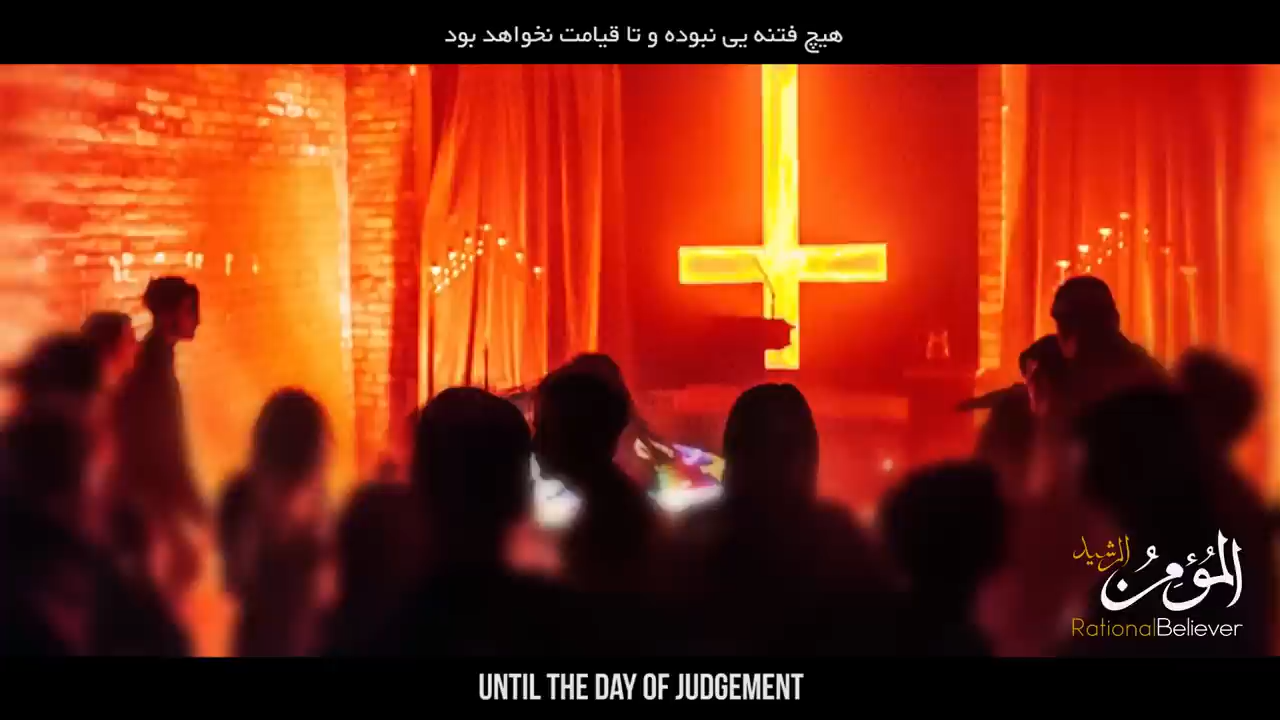 هیچ فتنه یی نبوده و تا قیامت نخواهد بود
المؤمن الرشيد
RationalBeliever
UNTIL THE DAY OF JUDGEMENT